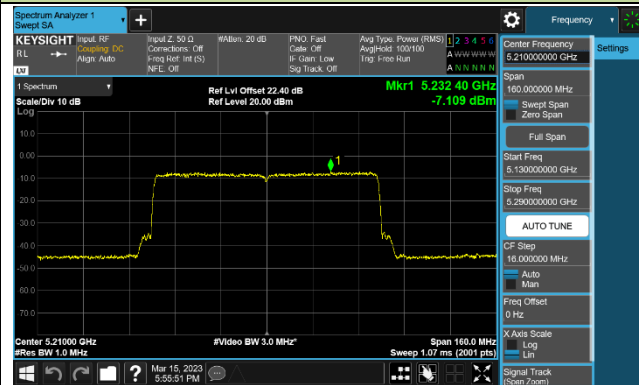 Spectrum Analyzer 1
Swept SA
+
Frequency
KEYSIGHT
RL
LXI
Input: RF
Coupling: DC
Align: Auto
Input Z: 50 Ω
Corrections: Off
Freq Ref: Int (S)
NFE: Off
#Atten: 20 dB
PNO: Fast
Gate: Off
IF Gain: Low
Sig Track: Off
Avg Type: Power (RMS)
Avg|Hold: 100/100
Trig: Free Run
1 2 3 4 5 6
A W W W W W
A N N N N N
Center Frequency
5.210000000 GHz
Settings
Span
160.000000 MHz
Swept Span
Zero Span
Full Span
Start Freq
5.130000000 GHz
Stop Freq
5.290000000 GHz
AUTO TUNE
CF Step
16.000000 MHz
Auto
Man
Freq Offset
0 Hz
X Axis Scale
Log
Lin
Signal Track
(Span Zoom)
1 Spectrum
Scale/Div 10 dB
Log
Ref Lvl Offset 22.40 dB
Ref Level 20.00 dBm
Mkr1 5.232 40 GHz
-7.109 dBm
1
10.0
0.00
-10.0
-20.0
-30.0
-40.0
-50.0
-60.0
-70.0
Center 5.21000 GHz
#Res BW 1.0 MHz
#Video BW 3.0 MHz*
Span 160.0 MHz
Sweep 1.07 ms (2001 pts)
?
Mar 15, 2023
5:55:51 PM